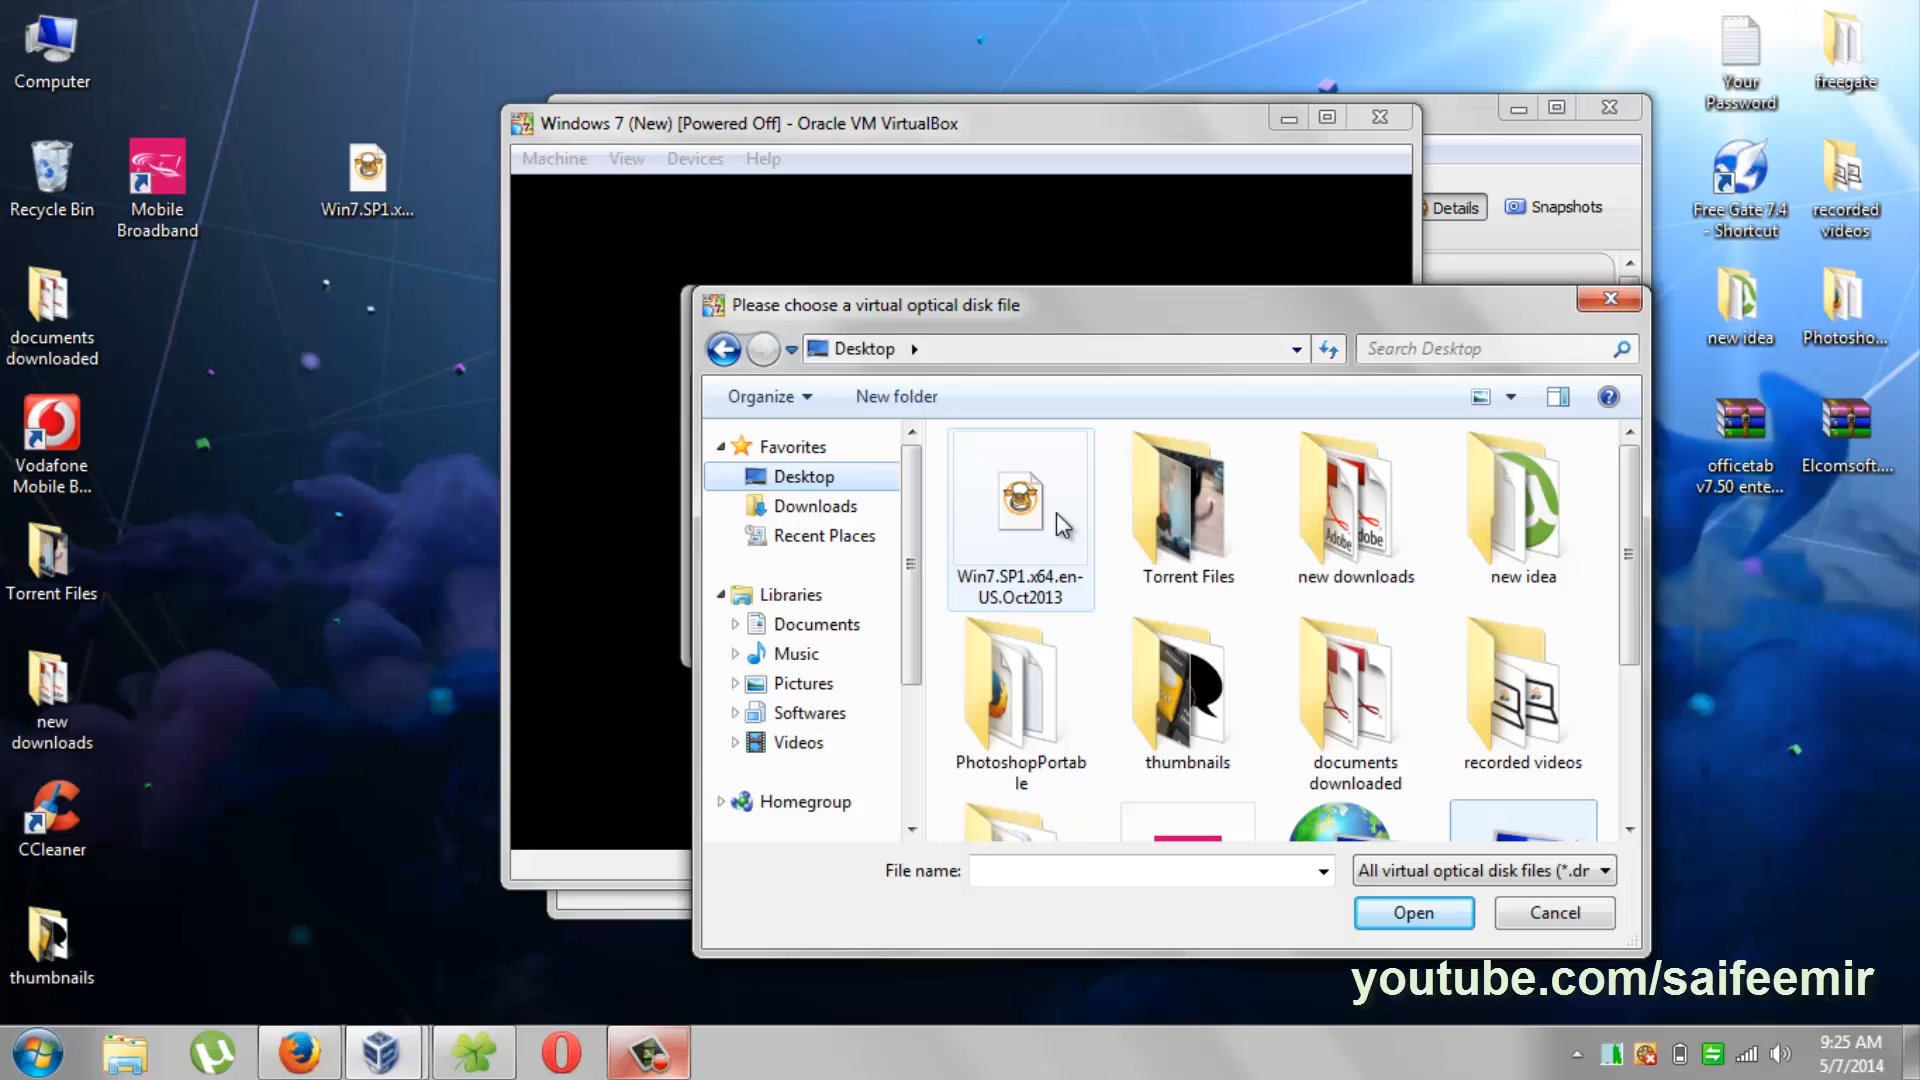 Computer
Recycle Bin
Mobile
Broadband
Win7.SP1.x...
documents
downloaded
Vodafone
Mobile B...
Torrent Files
new
downloads
CCleaner
thumbnails
Windows 7 (New) [Powered Off] - Oracle VM VirtualBox
Machine View Devices Help
Details
Snapshots
Please choose a virtual optical disk file
Desktop
Search Desktop
Organize
New folder
Favorites
Desktop
Downloads
Recent Places
Libraries
Documents
Music
Pictures
Softwares
Videos
Homegroup
Win7.SP1.x64.en-
US.Oct2013
Torrent Files
new downloads
new idea
PhotoshopPortab
le
thumbnails
documents
downloaded
recorded videos
Adobe
File name:
All virtual optical disk files (*.dr
Open
Cancel
Your
Password
freegate
Free Gate 7.4
- Shortcut
recorded
videos
new idea
Photosho...
officetab
v7.50 ente...
Elcomsoft....
youtube.com/saifeemir
9:25 AM
5/7/2014